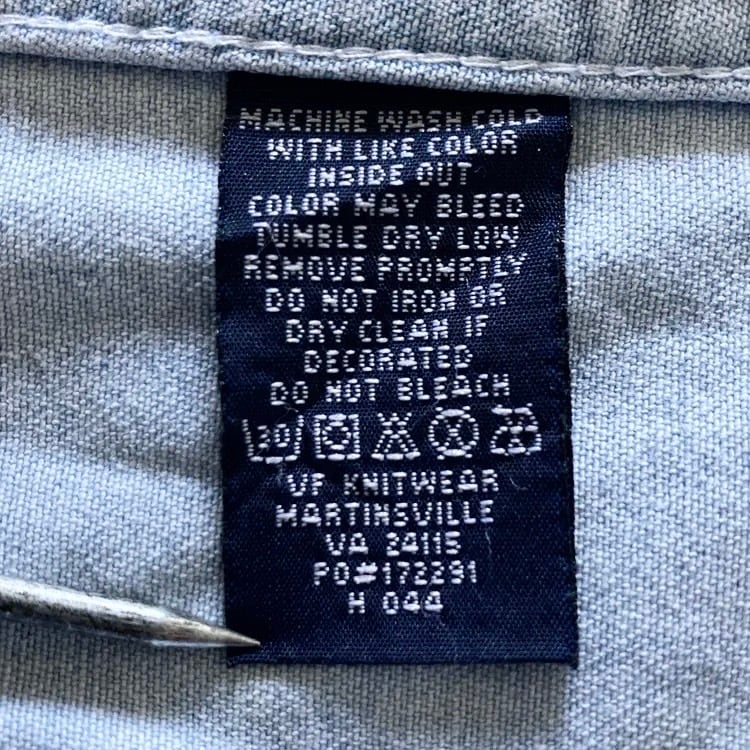 MACHINE WASH COLD
WITH LIKE COLOR
INSIDE OUT
COLOR MAY BLEED
TUMBLE DRY LOW
REMOVE PROMPTLY
DO NOT IRON OR
DRY CLEAN IF
DECORATED
DO NOT BLEACH
30
VF KNITWEAR
MARTINSVILLE
VA 24115
PO#172291
H 044